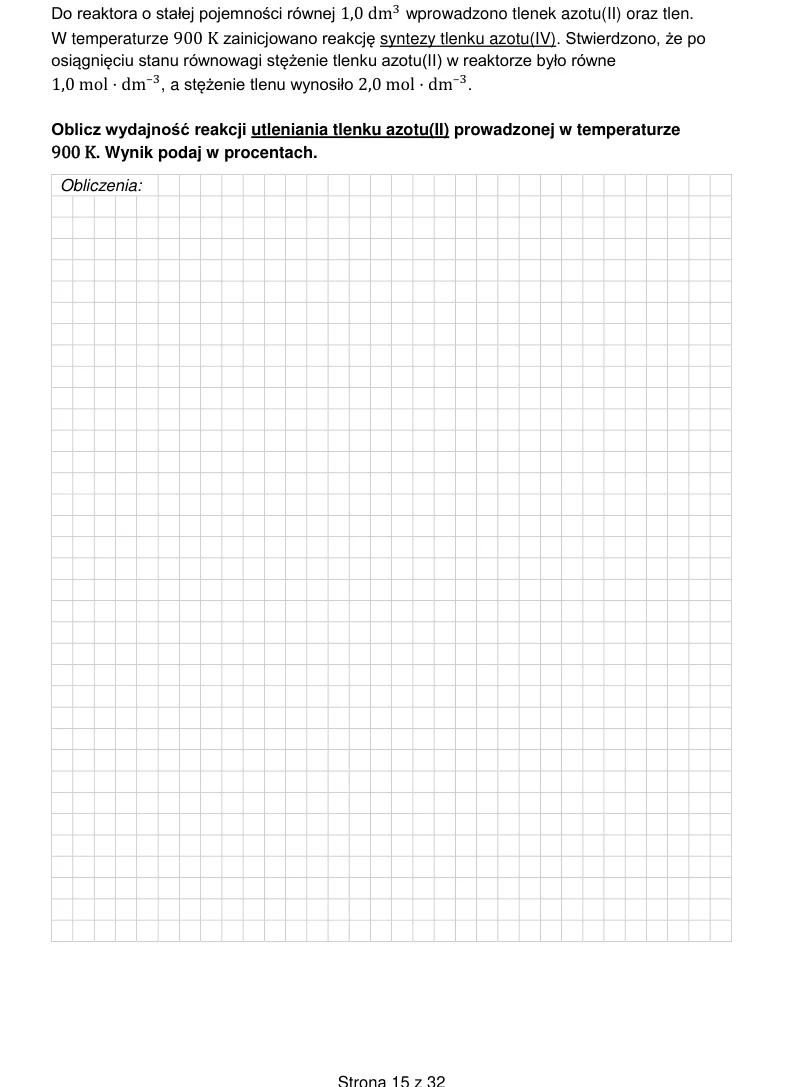 Do reaktora o stałej pojemności równej 1,0 dm³ wprowadzono tlenek azotu(II) oraz tlen.
W temperaturze 900 K zainicjowano reakcję syntezy tlenku azotu(IV). Stwierdzono, że po
osiągnięciu stanu równowagi stężenie tlenku azotu(II) w reaktorze było równe
1,0 mol · dm⁻³, a stężenie tlenu wynosiło 2,0 mol · dm⁻³.
Oblicz wydajność reakcji utleniania tlenku azotu(II) prowadzonej w temperaturze
900 K. Wynik podaj w procentach.
Obliczenia:
Strona 15 z 32